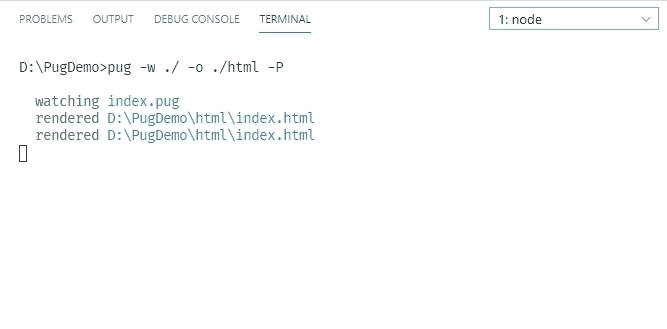 PROBLEMS OUTPUT DEBUG CONSOLE TERMINAL 1: node
D:\PugDemo>pug -w ./ -o ./html -P
watching index.pug
rendered D:\PugDemo\html\index.html
rendered D:\PugDemo\html\index.html